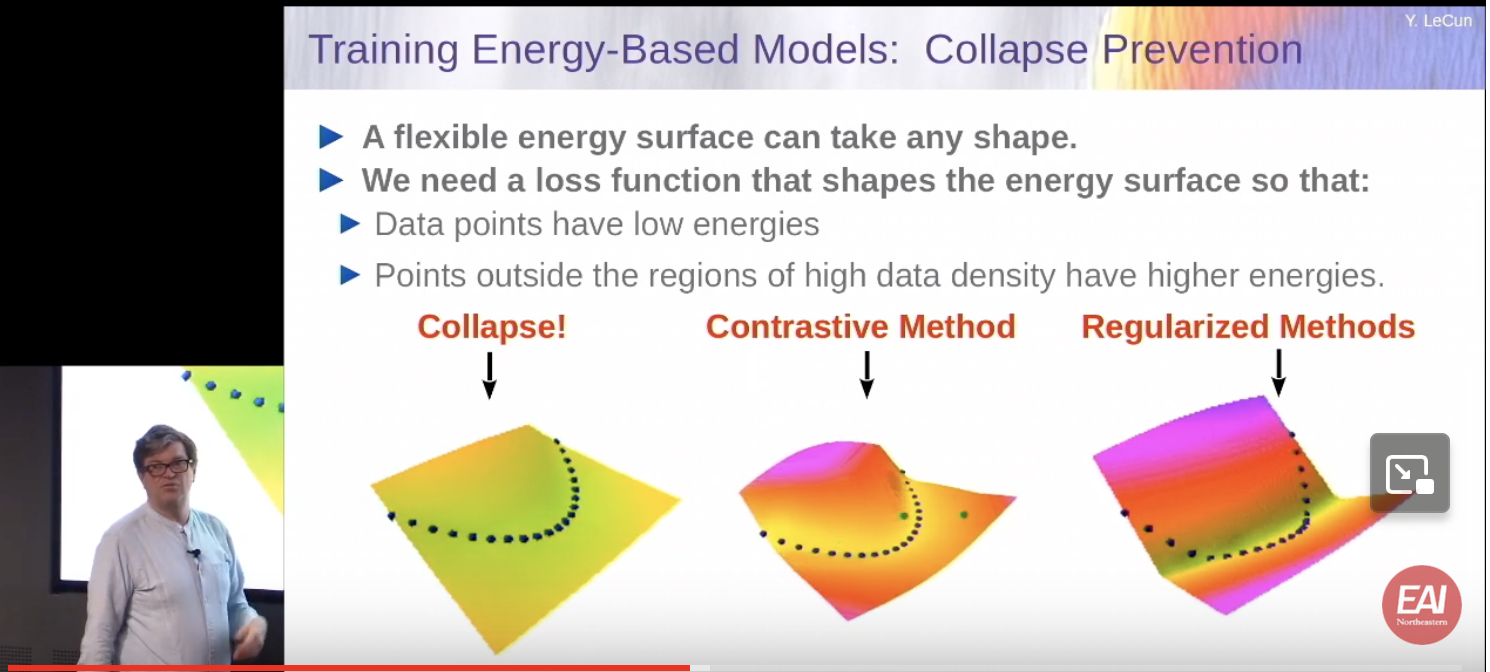 Y. LeCun
Training Energy-Based Models: Collapse Prevention
A flexible energy surface can take any shape.
We need a loss function that shapes the energy surface so that:
Data points have low energies
Points outside the regions of high data density have higher energies.
Collapse!
Contrastive Method
Regularized Methods
EAI
Northeastern